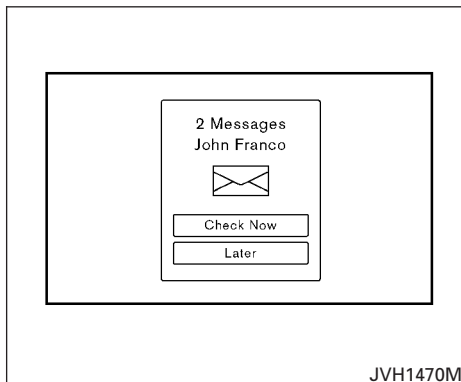 2 Messages
John Franco
Check Now
Later
JVH1470M